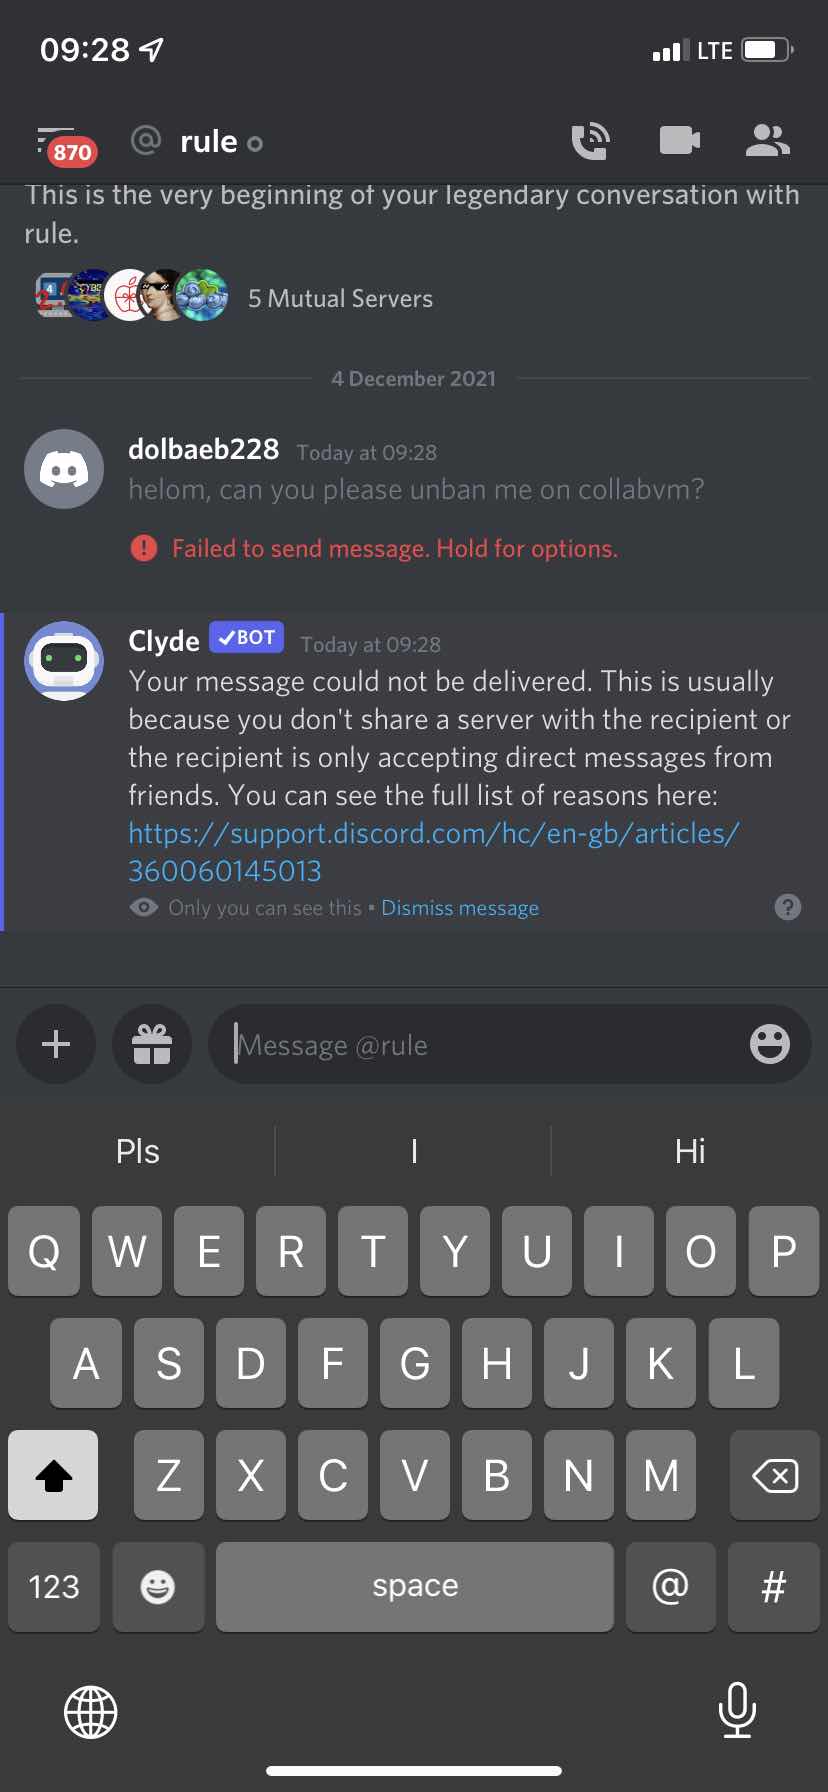 09:28
LTE
870
@ rule
This is the very beginning of your legendary conversation with
rule.
5 Mutual Servers
4 December 2021
dolbaeb228 Today at 09:28
helom, can you please unban me on collabvm?
Failed to send message. Hold for options.
Clyde BOT Today at 09:28
Your message could not be delivered. This is usually
because you don't share a server with the recipient or
the recipient is only accepting direct messages from
friends. You can see the full list of reasons here:
https://support.discord.com/hc/en-gb/articles/
360060145013
Only you can see this • Dismiss message
?
Message @rule
Pls I Hi
Q W E R T Y U I O P
A S D F G H J K L
Z X C V B N M
123 space @ #